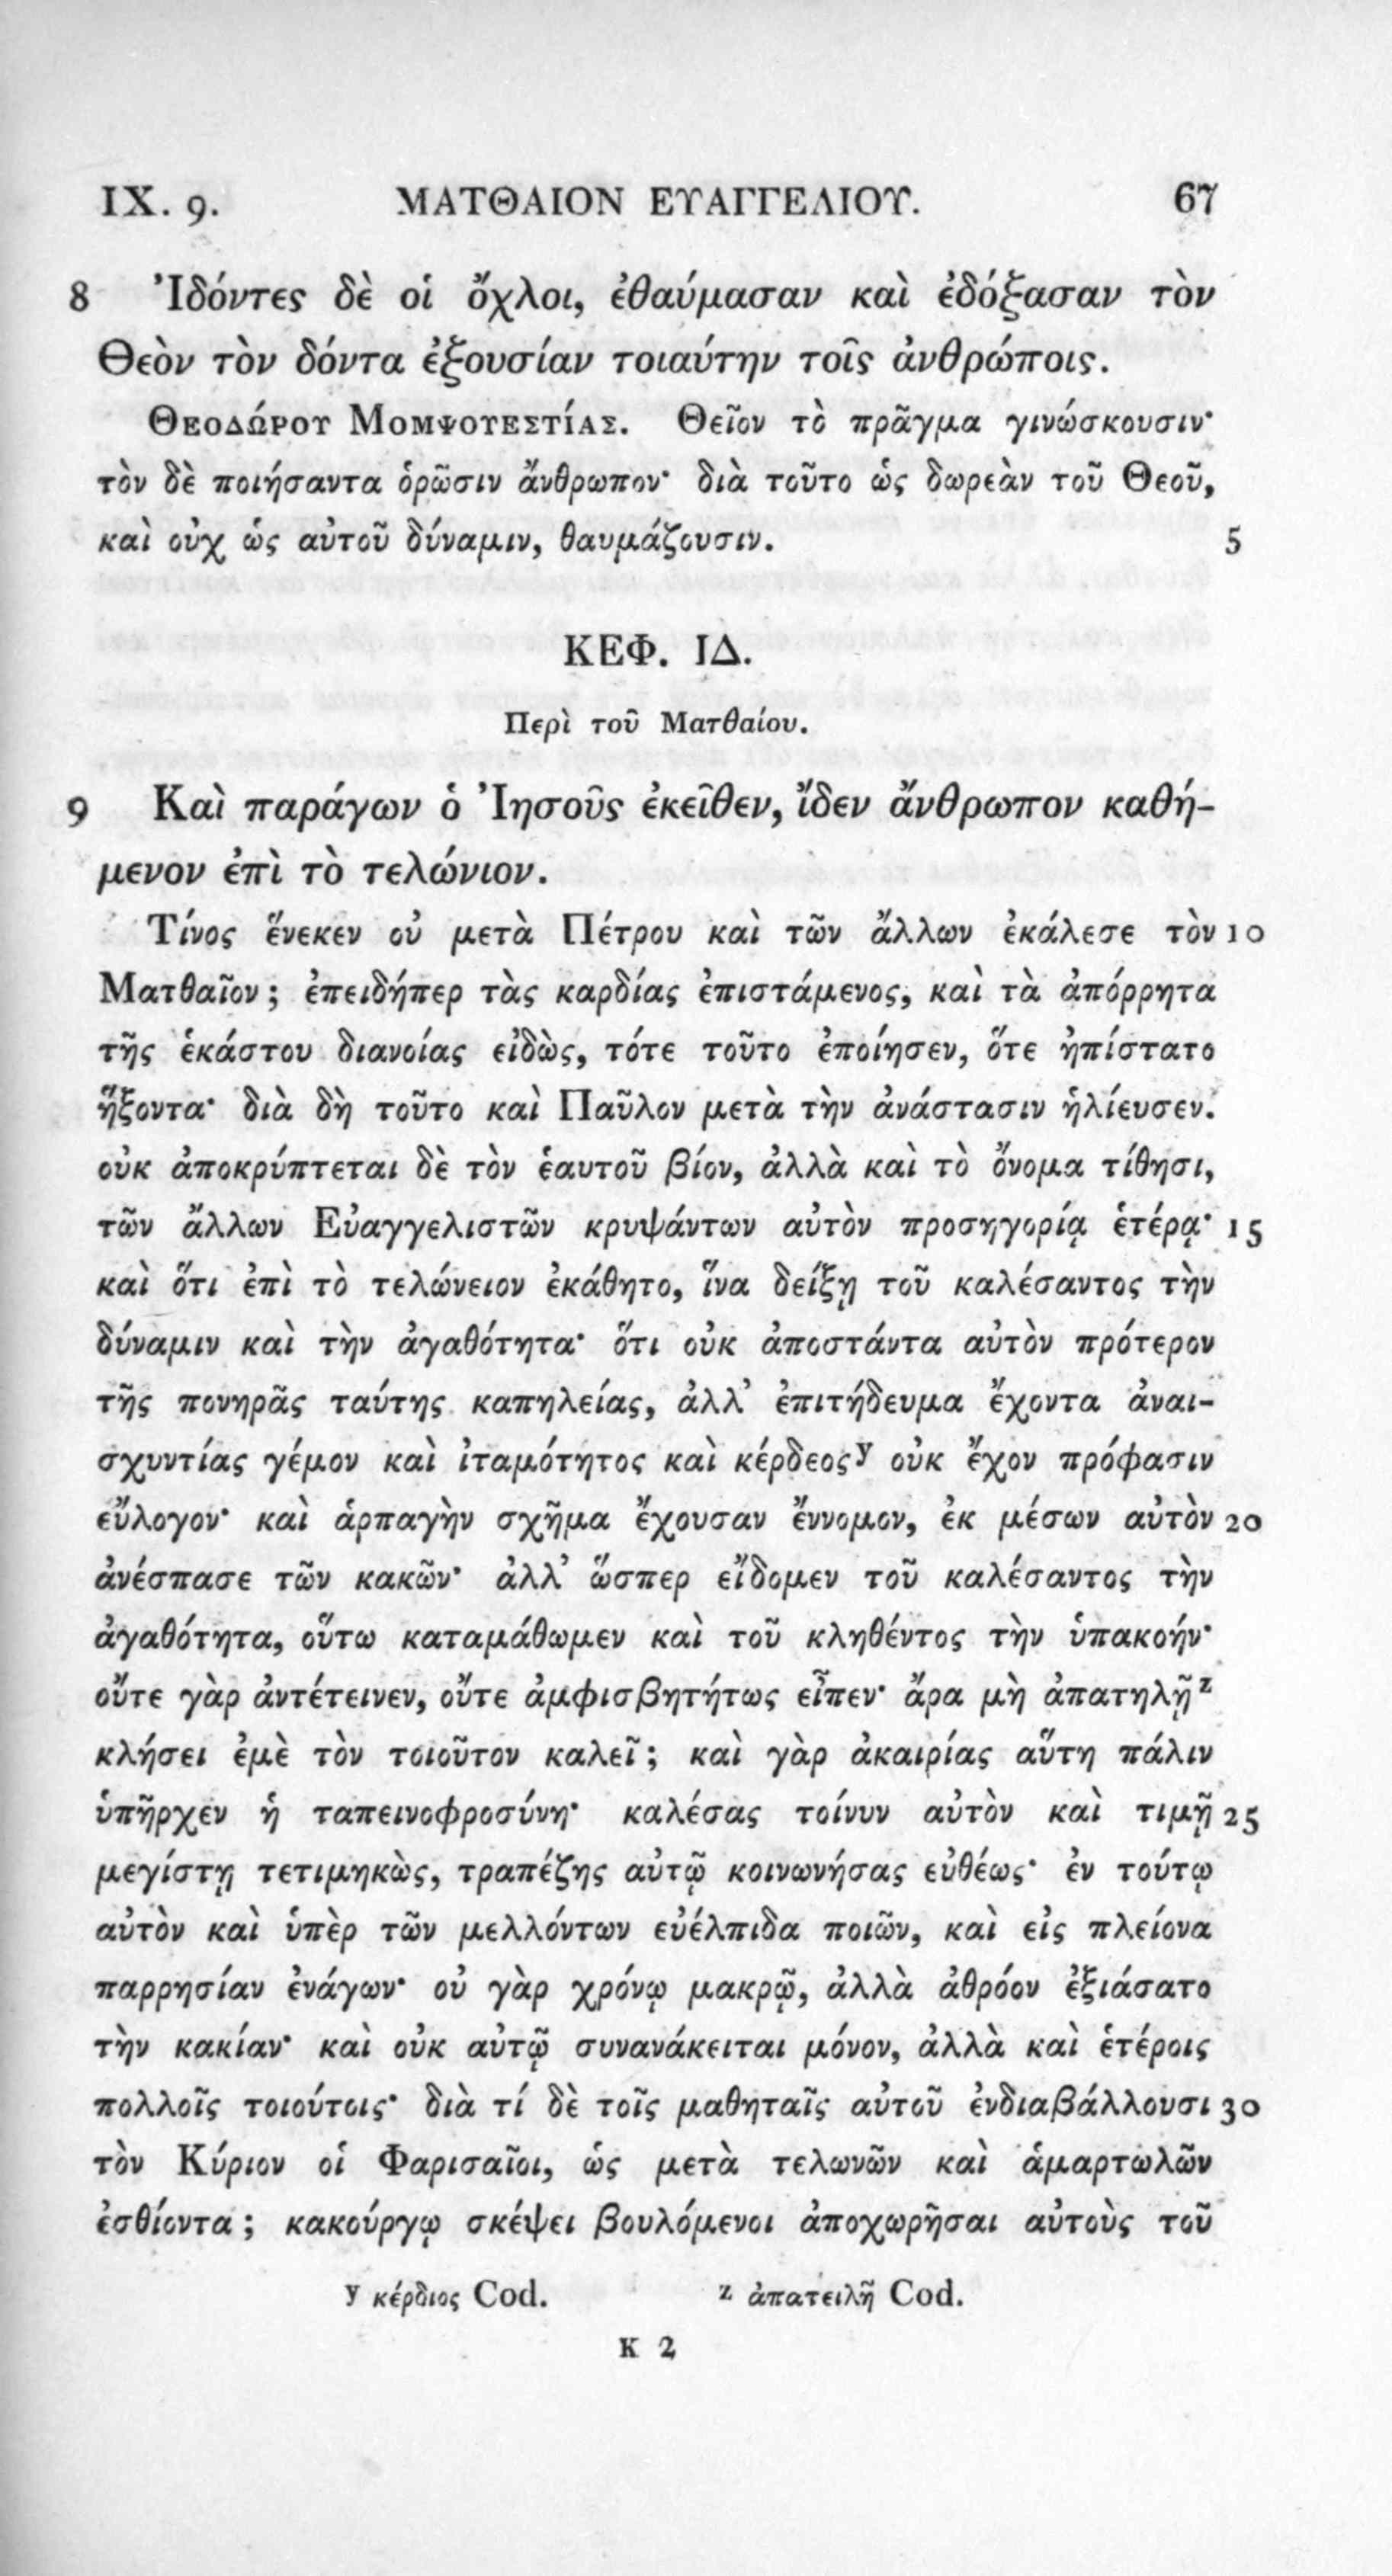 IX. 9. ΜΑΤΘΑΙΟΝ ΕΥΑΓΓΕΛΙΟΥ. 67
8 Ἰδόντες δὲ οἱ ὄχλοι, ἐθαύμασαν καὶ ἐδόξασαν τὸν
Θεὸν τὸν δόντα ἐξουσίαν τοιαύτην τοῖς ἀνθρώποις.
ΘΕΟΔΏΡΟΥ ΜΟΜΨΟΥΕΣΤΊΑΣ. Θεῖον τὸ πρᾶγμα γινώσκουσιν·
τὸν δὲ ποιήσαντα ὁρῶσιν ἄνθρωπον· διὰ τοῦτο ὡς δωρεὰν τοῦ Θεοῦ,
καὶ οὐχ ὡς αὐτοῦ δύναμιν, θαυμάζουσιν. 5
ΚΕΦ. ΙΔ.
Περὶ τοῦ Ματθαίου.
9 Καὶ παράγων ὁ Ἰησοῦς ἐκεῖθεν, ἴδεν ἄνθρωπον καθή-
μενον ἐπὶ τὸ τελώνιον.
Τίνος ἕνεκεν οὐ μετὰ Πέτρου καὶ τῶν ἄλλων ἐκάλεσε τὸν 10
Ματθαῖον; ἐπειδήπερ τὰς καρδίας ἐπιστάμενος, καὶ τὰ ἀπόρρητα
τῆς ἑκάστου διανοίας εἰδὼς, τότε τοῦτο ἐποίησεν, ὅτε ἠπίστατο
ἥξοντα· διὰ δὴ τοῦτο καὶ Παῦλον μετὰ τὴν ἀνάστασιν ἡλίευσεν.
οὐκ ἀποκρύπτεται δὲ τὸν ἑαυτοῦ βίον, ἀλλὰ καὶ τὸ ὄνομα τίθησι,
τῶν ἄλλων Εὐαγγελιστῶν κρυψάντων αὐτὸν προσηγορίᾳ ἑτέρᾳ· 15
καὶ ὅτι ἐπὶ τὸ τελώνειον ἐκάθητο, ἵνα δείξῃ τοῦ καλέσαντος τὴν
δύναμιν καὶ τὴν ἀγαθότητα· ὅτι οὐκ ἀποστάντα αὐτὸν πρότερον
τῆς πονηρᾶς ταύτης καπηλείας, ἀλλ’ ἐπιτήδευμα ἔχοντα ἀναι-
σχυντίας γέμον καὶ ἰταμότητος καὶ κέρδεοςy οὐκ ἔχον πρόφασιν
εὔλογον· καὶ ἁρπαγὴν σχῆμα ἔχουσαν ἔννομον, ἐκ μέσων αὐτὸν 20
ἀνέσπασε τῶν κακῶν· ἀλλ’ ὥσπερ εἴδομεν τοῦ καλέσαντος τὴν
ἀγαθότητα, οὕτω καταμάθωμεν καὶ τοῦ κληθέντος τὴν ὑπακοήν·
οὔτε γὰρ ἀντέτεινεν, οὔτε ἀμφισβητήτως εἶπεν· ἄρα μὴ ἀπατηλῇz
κλήσει ἐμὲ τὸν τοιοῦτον καλεῖ; καὶ γὰρ ἀκαιρίας αὕτη πάλιν
ὑπῆρχεν ἡ ταπεινοφροσύνη· καλέσας τοίνυν αὐτὸν καὶ τιμῇ 25
μεγίστῃ τετιμηκὼς, τραπέζης αὐτῷ κοινωνήσας εὐθέως· ἐν τούτῳ
αὐτὸν καὶ ὑπὲρ τῶν μελλόντων εὐέλπιδα ποιῶν, καὶ εἰς πλείονα
παρρησίαν ἐνάγων· οὐ γὰρ χρόνῳ μακρῷ, ἀλλὰ ἀθρόον ἐξιάσατο
τὴν κακίαν· καὶ οὐκ αὐτῷ συνανάκειται μόνον, ἀλλὰ καὶ ἑτέροις
πολλοῖς τοιούτοις· διὰ τί δὲ τοῖς μαθηταῖς αὐτοῦ ἐνδιαβάλλουσι 30
τὸν Κύριον οἱ Φαρισαῖοι, ὡς μετὰ τελωνῶν καὶ ἁμαρτωλῶν
ἐσθίοντα; κακούργῳ σκέψει βουλόμενοι ἀποχωρῆσαι αὐτοὺς τοῦ
y κέρδιος Cod. z ἀπατειλῆ Cod.
K 2